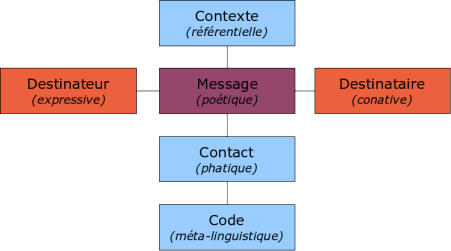 Contexte
(référentielle)
Destinateur
(expressive)
Message
(poétique)
Destinataire
(conative)
Contact
(phatique)
Code
(méta-linguistique)